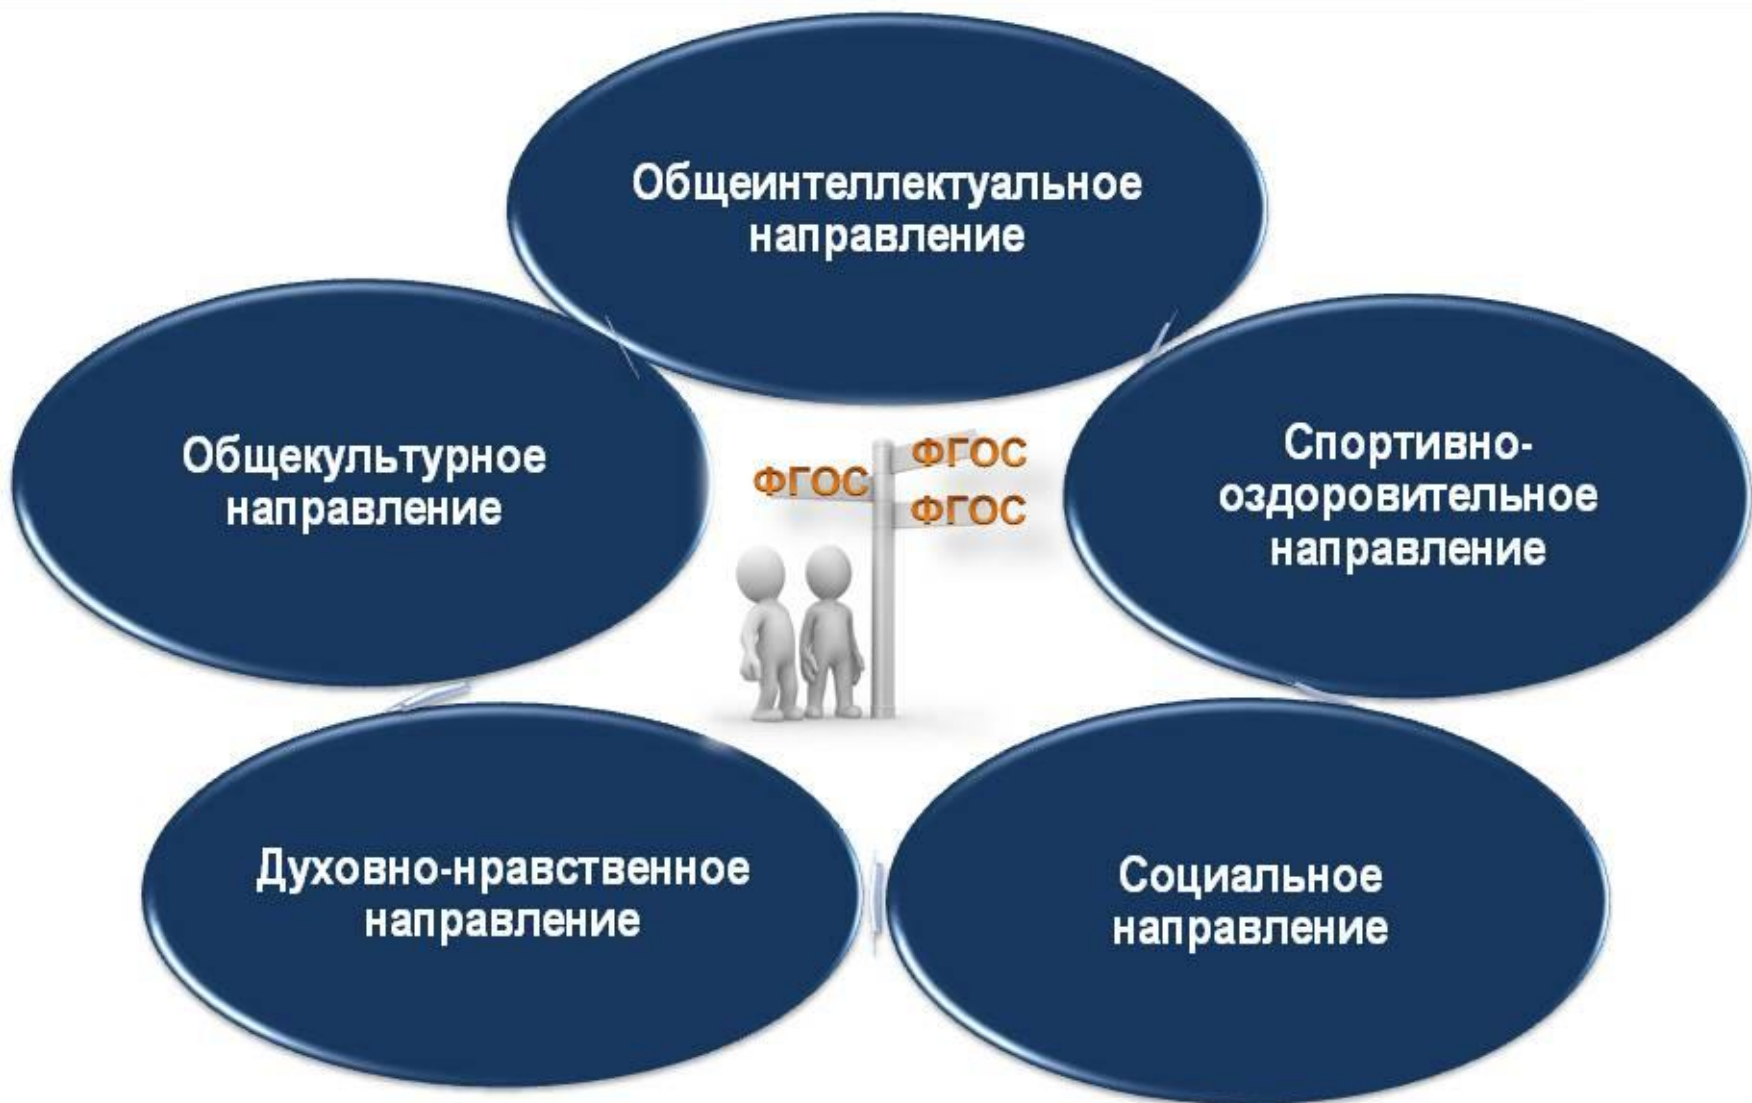 Общеинтеллектуальное
направление
Общекультурное
направление
Спортивно-
оздоровительное
направление
ФГОС
ФГОС
ФГОС
Духовно-нравственное
направление
Социальное
направление